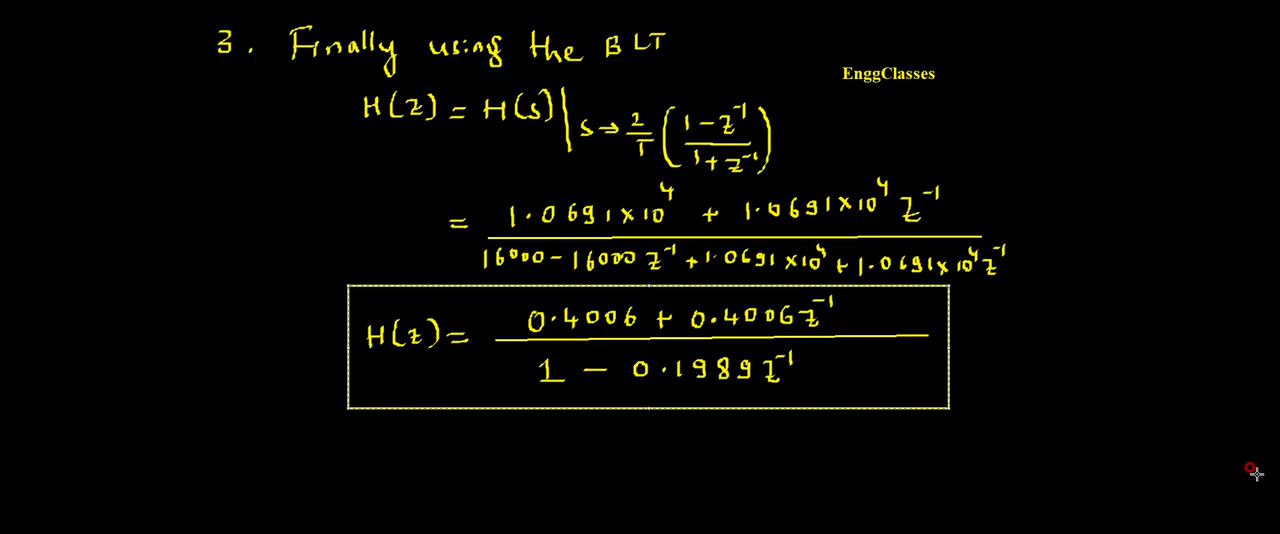 3. Finally using the BLT
EnggClasses
H(z) = H(s)|s→2/T((1-z^-1)/(1+z^-1))
= (1.0691×10^4 + 1.0691×10^4 z^-1)/(16000-16000 z^-1+1.0691×10^4+1.0691×10^4 z^-1)
H(z) = (0.4006 + 0.4006z^-1)/(1 - 0.1989z^-1)